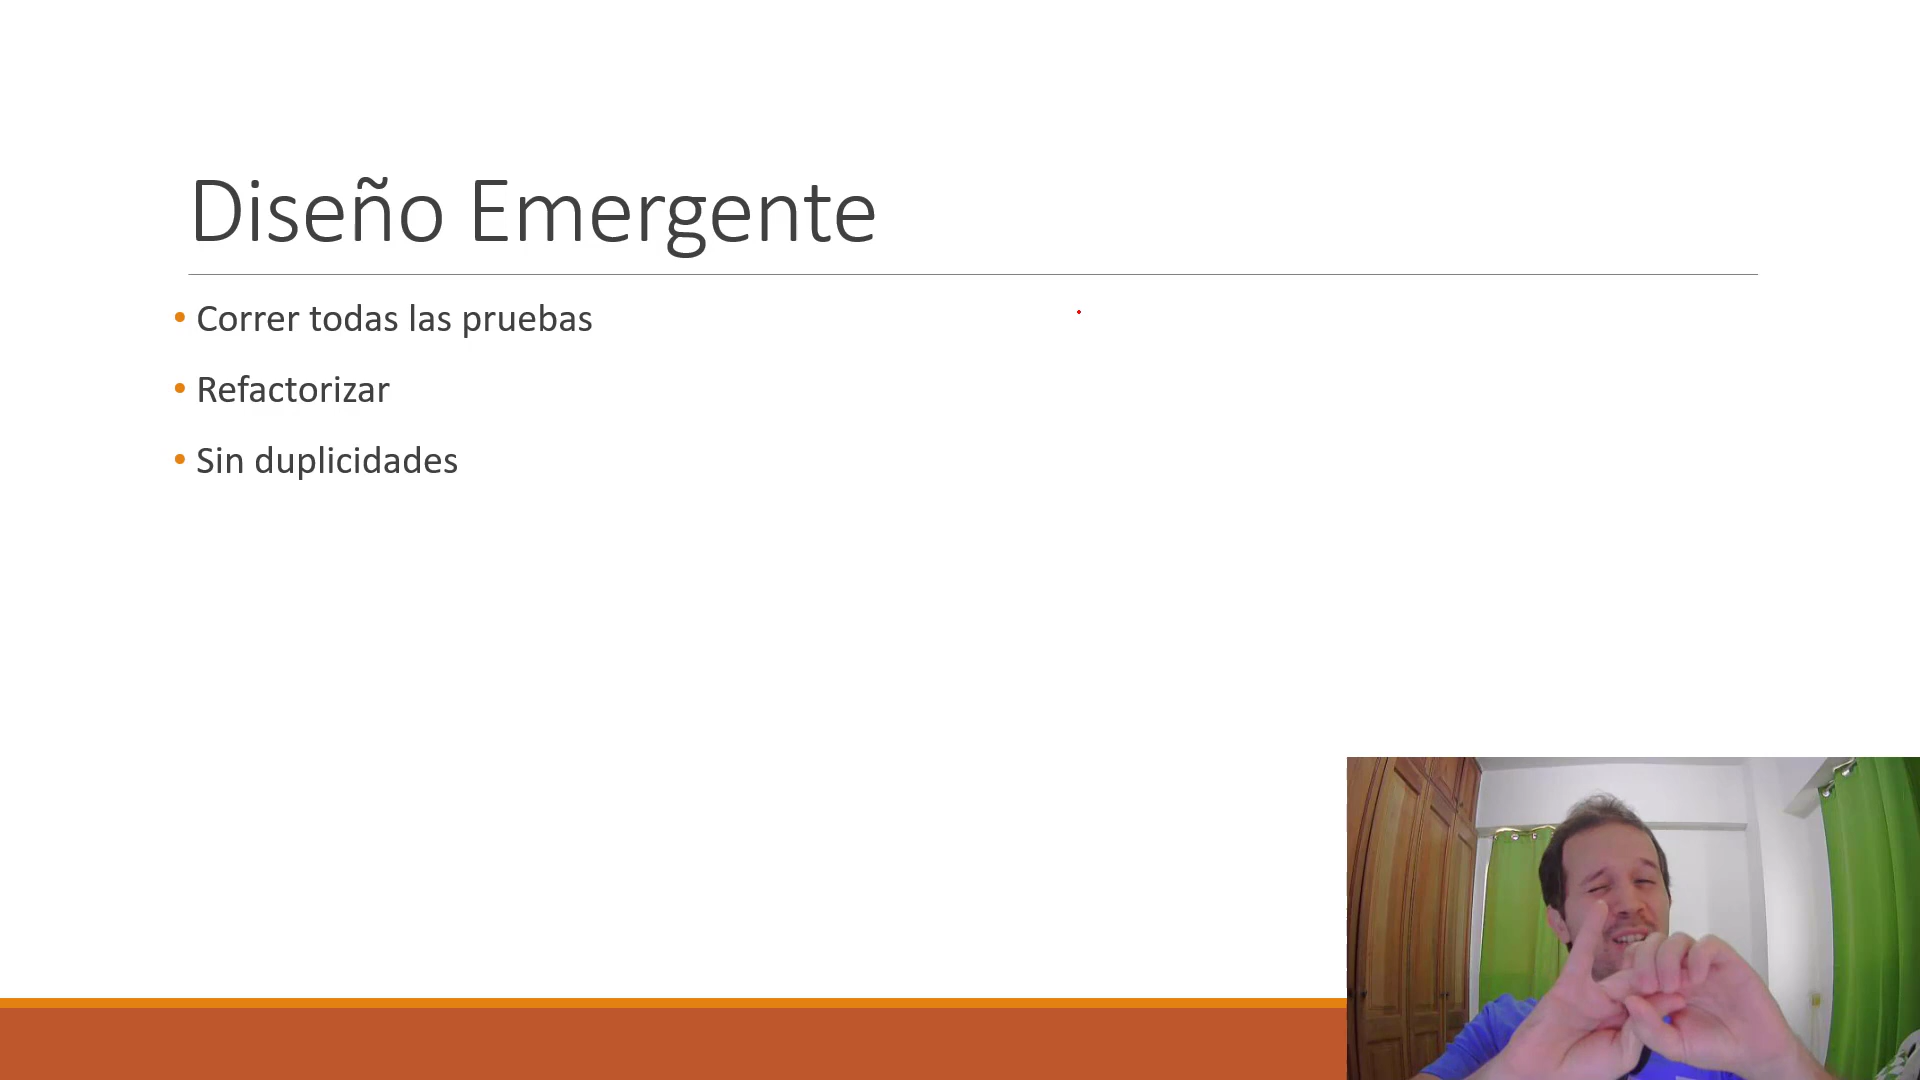 Diseño Emergente
• Correr todas las pruebas
• Refactorizar
• Sin duplicidades